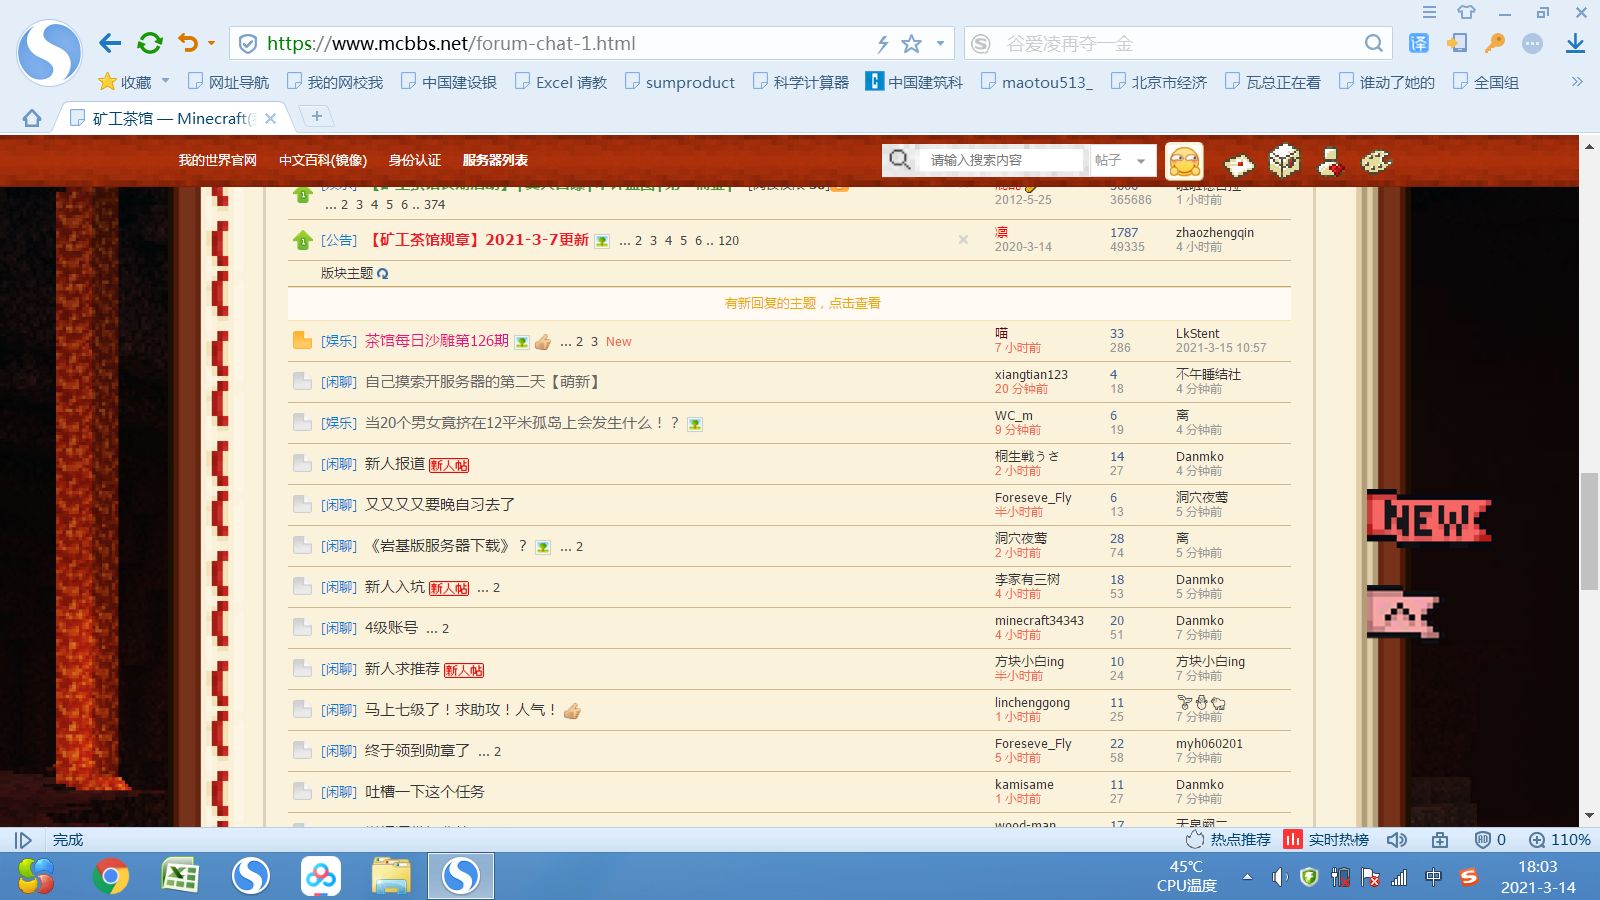 https://www.mcbbs.net/forum-chat-1.html
谷爱凌再夺一金
译
收藏 网址导航 我的网校我 中国建设银 Excel 请教 sumproduct 科学计算器 中国建筑科 maotou513_ 北京市经济 瓦总正在看 谁动了她的 全国组
矿工茶馆 — Minecraft(
我的世界官网 中文百科(镜像) 身份认证 服务器列表
请输入搜索内容 帖子
... 2 3 4 5 6 .. 374
2012-5-25 365686 1 小时前
[公告] 【矿工茶馆规章】2021-3-7更新 ... 2 3 4 5 6 .. 120
凛 1787 zhaozhengqin
2020-3-14 49335 4 小时前
版块主题
有新回复的主题，点击查看
[娱乐] 茶馆每日沙雕第126期 ... 2 3 New
喵 33 LkStent
7 小时前 286 2021-3-15 10:57
[闲聊] 自己摸索开服务器的第二天【萌新】
xiangtian123 4 不午睡结社
20 分钟前 18 4 分钟前
[娱乐] 当20个男女竟挤在12平米孤岛上会发生什么！？
WC_m 6 离
9 分钟前 19 4 分钟前
[闲聊] 新人报道 新人帖
桐生戦うさ 14 Danmko
2 小时前 27 4 分钟前
[闲聊] 又又又又要晚自习去了
Foreseve_Fly 6 洞穴夜莺
半小时前 13 5 分钟前
[闲聊] 《岩基版服务器下载》？ ... 2
洞穴夜莺 28 离
2 小时前 74 5 分钟前
[闲聊] 新人入坑 新人帖 ... 2
李家有三树 18 Danmko
4 小时前 53 5 分钟前
[闲聊] 4级账号 ... 2
minecraft34343 20 Danmko
4 小时前 51 7 分钟前
[闲聊] 新人求推荐 新人帖
方块小白ing 10 方块小白ing
半小时前 24 7 分钟前
[闲聊] 马上七级了！求助攻！人气！
linchenggong 11
1 小时前 25 7 分钟前
[闲聊] 终于领到勋章了 ... 2
Foreseve_Fly 22 myh060201
5 小时前 58 7 分钟前
[闲聊] 吐槽一下这个任务
kamisame 11 Danmko
1 小时前 27 7 分钟前
wood-man 17
NEW
完成
热点推荐 实时热榜 0 110%
45℃
CPU温度
中
18:03
2021-3-14